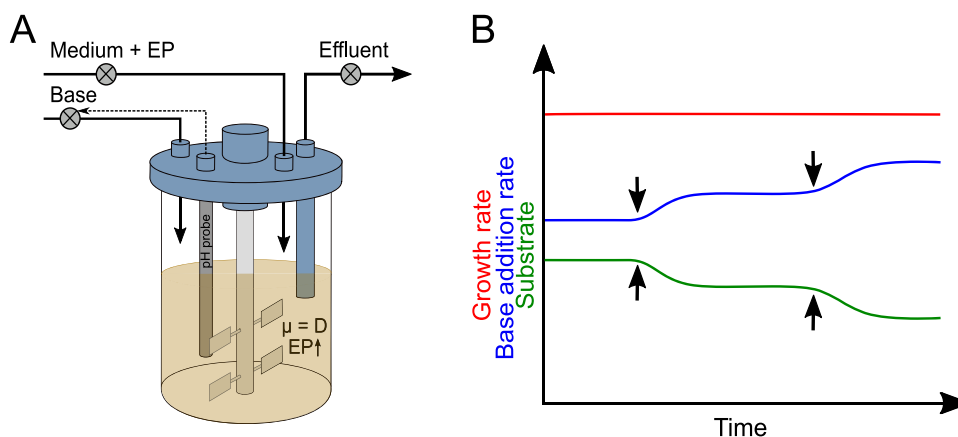 A
Medium + EP
Effluent
Base
pH probe
μ = D
EP↑
B
Growth rate
Base addition rate
Substrate
Time